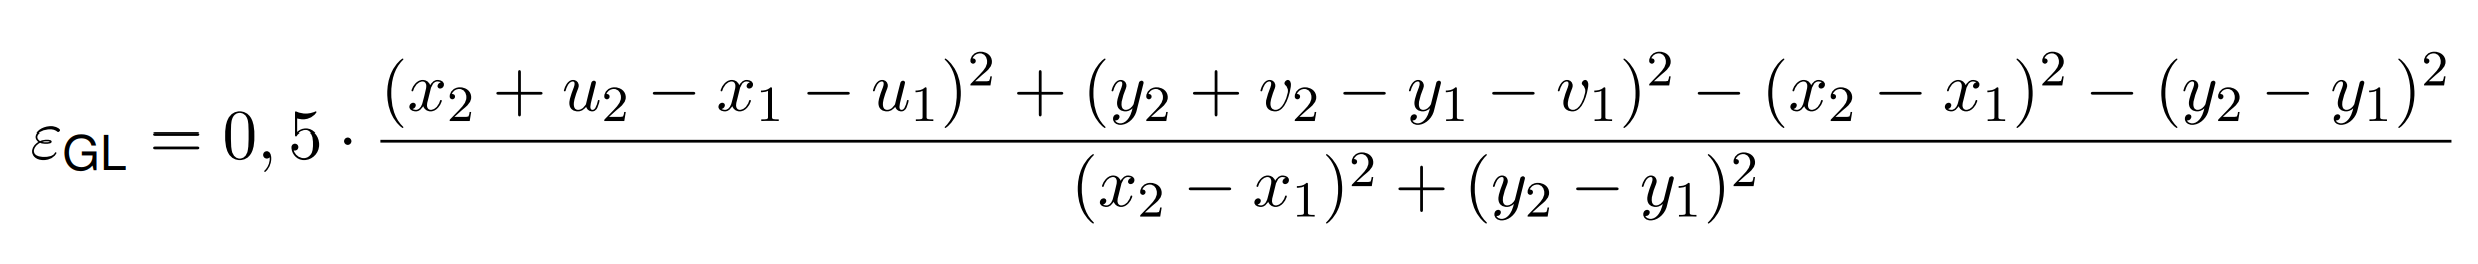 ε_GL = 0,5 · \frac{(x_2 + u_2 − x_1 − u_1)^2 + (y_2 + v_2 − y_1 − v_1)^2 − (x_2 − x_1)^2 − (y_2 − y_1)^2}{(x_2 − x_1)^2 + (y_2 − y_1)^2}